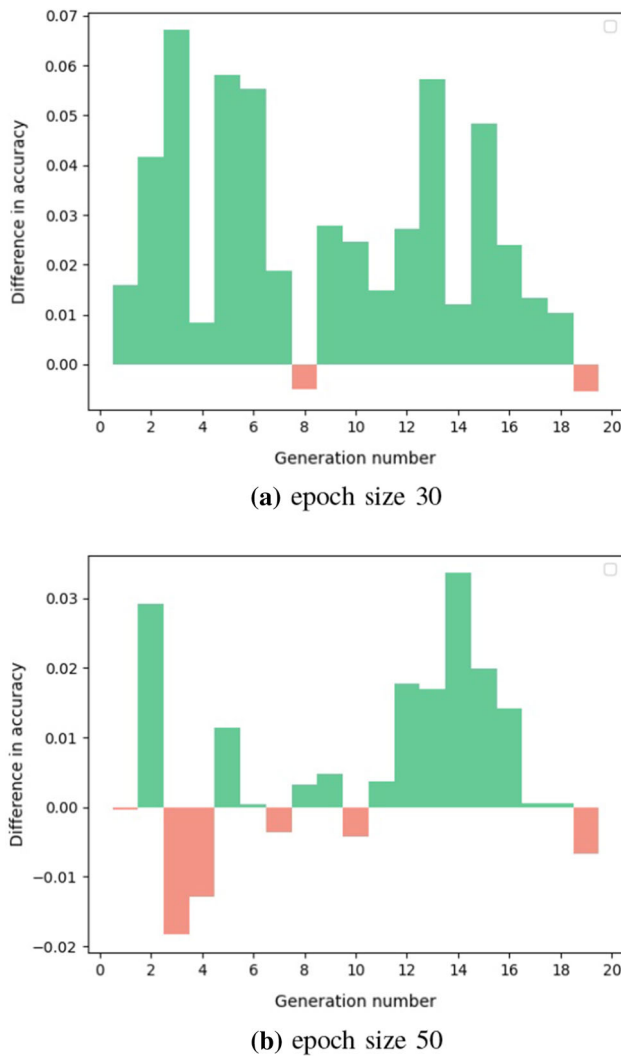 0.07
0.06
0.05
0.04
0.03
0.02
0.01
0.00
Difference in accuracy
0 2 4 6 8 10 12 14 16 18 20
Generation number
(a) epoch size 30
0.03
0.02
0.01
0.00
−0.01
−0.02
Difference in accuracy
0 2 4 6 8 10 12 14 16 18 20
Generation number
(b) epoch size 50